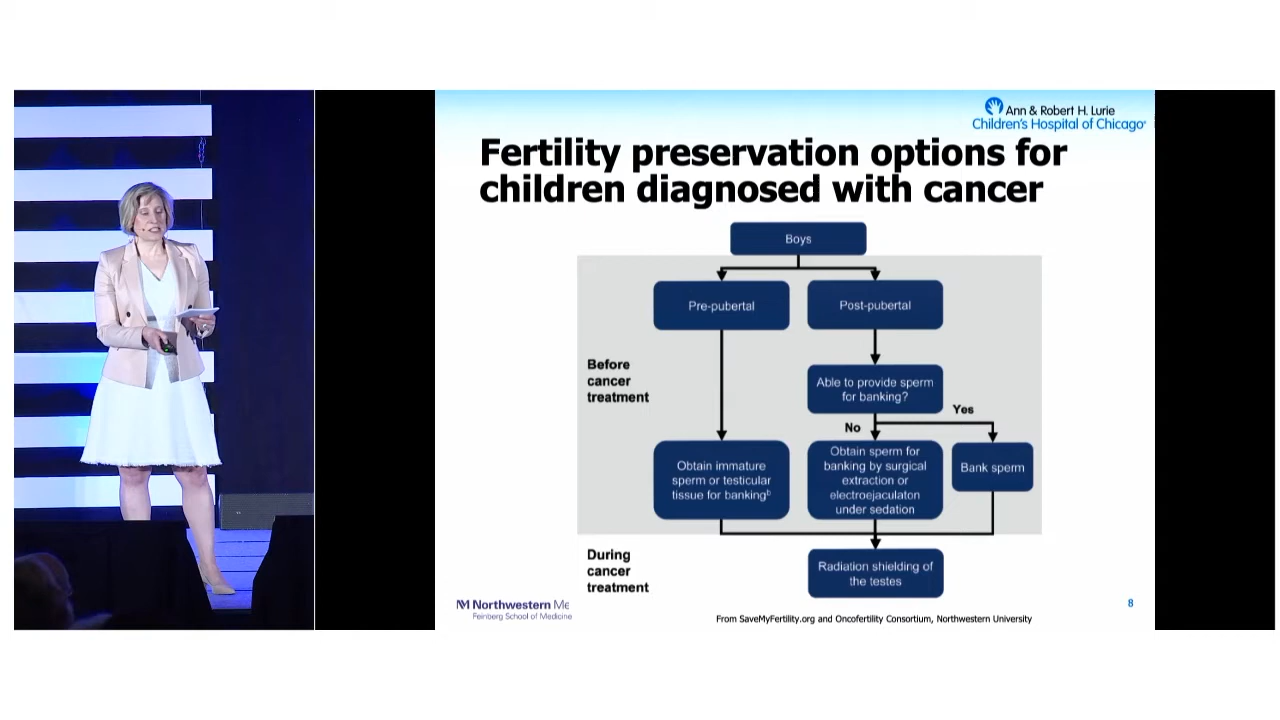 Ann & Robert H. Lurie
Children's Hospital of Chicago
Fertility preservation options for
children diagnosed with cancer
Boys
Pre-pubertal
Post-pubertal
Before
cancer
treatment
Able to provide sperm
for banking?
Yes
No
Obtain immature
sperm or testicular
tissue for bankingᵇ
Obtain sperm for
banking by surgical
extraction or
electroejaculaton
under sedation
Bank sperm
During
cancer
treatment
Radiation shielding of
the testes
M Northwestern Me
Feinberg School of Medicine
8
From SaveMyFertility.org and Oncofertility Consortium, Northwestern University